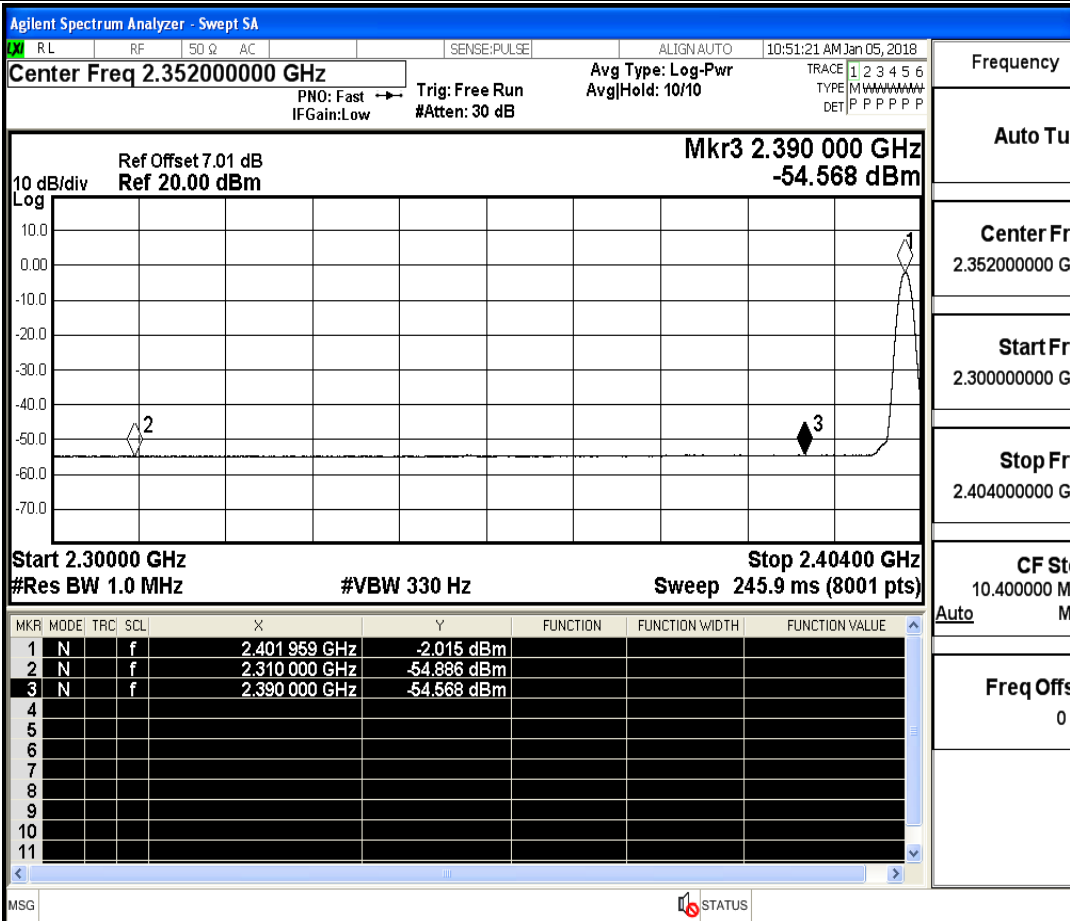 Agilent Spectrum Analyzer - Swept SA
LXI RL RF 50 Ω AC SENSE:PULSE ALIGN AUTO 10:51:21 AM Jan 05, 2018
Center Freq 2.352000000 GHz
PNO: Fast
IFGain:Low
Trig: Free Run
#Atten: 30 dB
Avg Type: Log-Pwr
Avg|Hold: 10/10
TRACE 1 2 3 4 5 6
TYPE M WWWWW
DET P P P P P P
Mkr3 2.390 000 GHz
-54.568 dBm
Ref Offset 7.01 dB
10 dB/div Ref 20.00 dBm
Log
10.0
0.00
-10.0
-20.0
-30.0
-40.0
-50.0
-60.0
-70.0
1
2
3
Start 2.30000 GHz Stop 2.40400 GHz
#Res BW 1.0 MHz #VBW 330 Hz Sweep 245.9 ms (8001 pts)
MKR MODE TRC SCL X Y FUNCTION FUNCTION WIDTH FUNCTION VALUE
1 N f 2.401 959 GHz -2.015 dBm
2 N f 2.310 000 GHz -54.886 dBm
3 N f 2.390 000 GHz -54.568 dBm
4
5
6
7
8
9
10
11
MSG STATUS
Frequency
Auto Tu
Center Fr
2.352000000 G
Start Fr
2.300000000 G
Stop Fr
2.404000000 G
CF St
10.400000 M
Auto M
Freq Offs
0